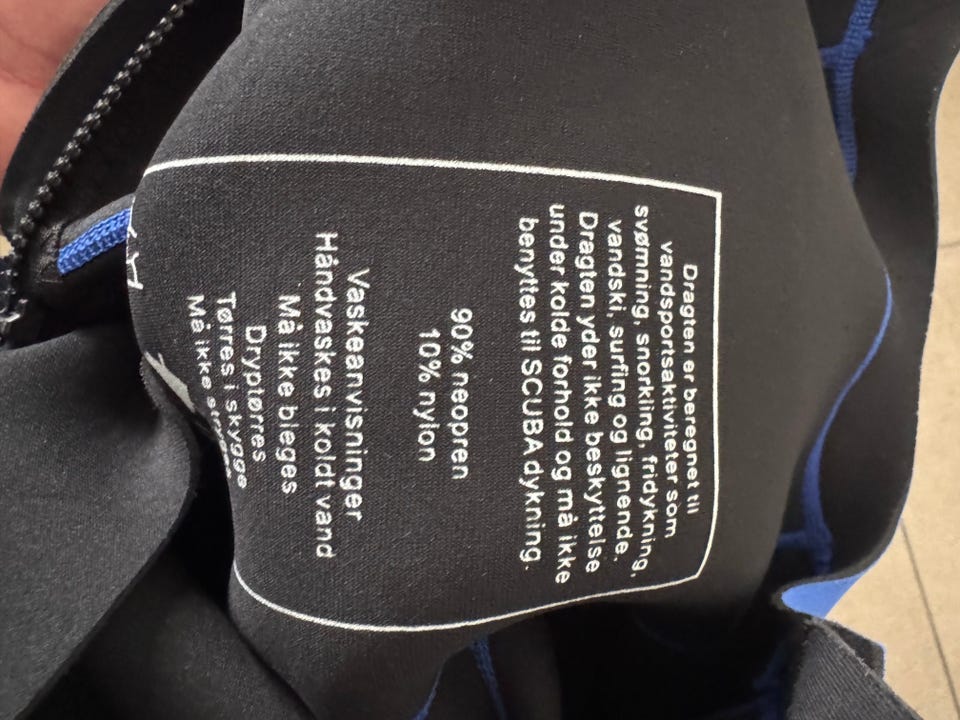 Dragten er beregnet til
vandsportsaktiviteter som
svømning, snorkling, fridykning,
vandski, surfing og lignende.
Dragten yder ikke beskyttelse
under kolde forhold og må ikke
benyttes til SCUBA dykning.
90% neopren
10% nylon
Vaskeanvisninger
Håndvaskes i koldt vand
Må ikke bleges
Dryptørres
Tørres i skygge
Må ikke stryges